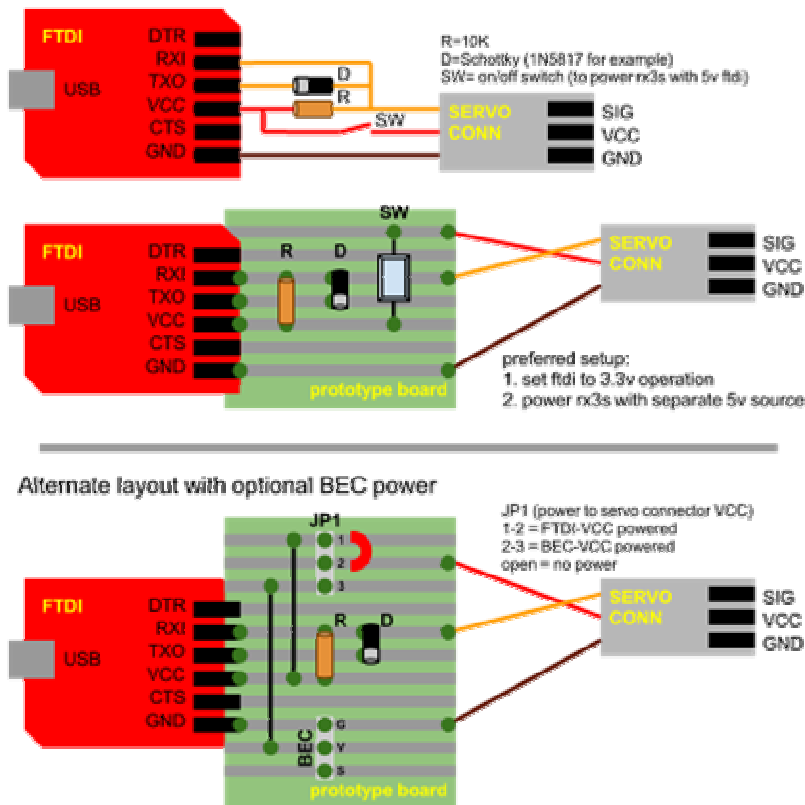 FTDI
DTR
RXI
TXO
VCC
CTS
GND
USB
D
R
SW
R=10K
D=Schottky (1N5817 for example)
SW= on/off switch (to power rx3s with 5v ftdi)
SERVO
CONN
SIG
VCC
GND
FTDI
DTR
RXI
TXO
VCC
CTS
GND
USB
SW
R
D
prototype board
SERVO
CONN
SIG
VCC
GND
preferred setup:
1. set ftdi to 3.3v operation
2. power rx3s with separate 5v source
Alternate layout with optional BEC power
JP1
1
2
3
JP1 (power to servo connector VCC)
1-2 = FTDI-VCC powered
2-3 = BEC-VCC powered
open = no power
FTDI
DTR
RXI
TXO
VCC
CTS
GND
USB
R
D
BEC
G
V
S
prototype board
SERVO
CONN
SIG
VCC
GND